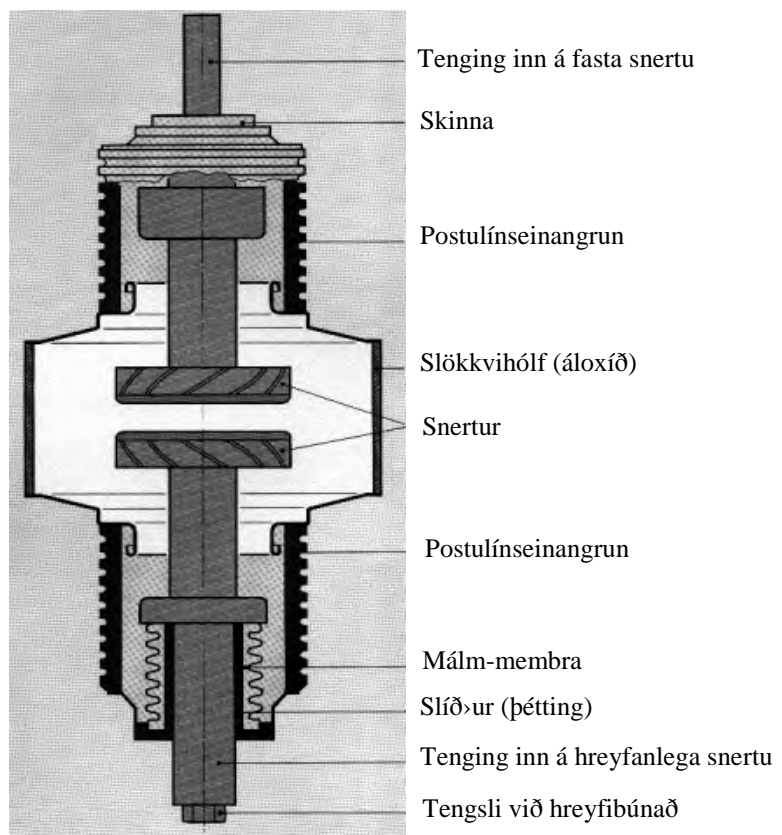 Tenging inn á fasta snertu
Skinna
Postulínseinangrun
Slökkvihólf (áloxíð)
Snertur
Postulínseinangrun
Málm-membra
Slíð›ur (þétting)
Tenging inn á hreyfanlega snertu
Tengsli við hreyfibúnað